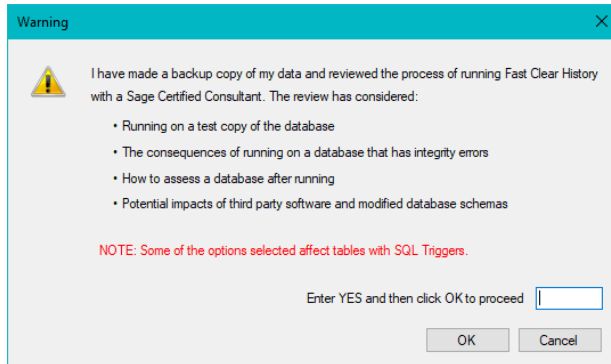 Warning
I have made a backup copy of my data and reviewed the process of running Fast Clear History
with a Sage Certified Consultant. The review has considered:
• Running on a test copy of the database
• The consequences of running on a database that has integrity errors
• How to assess a database after running
• Potential impacts of third party software and modified database schemas
NOTE: Some of the options selected affect tables with SQL Triggers.
Enter YES and then click OK to proceed
OK Cancel